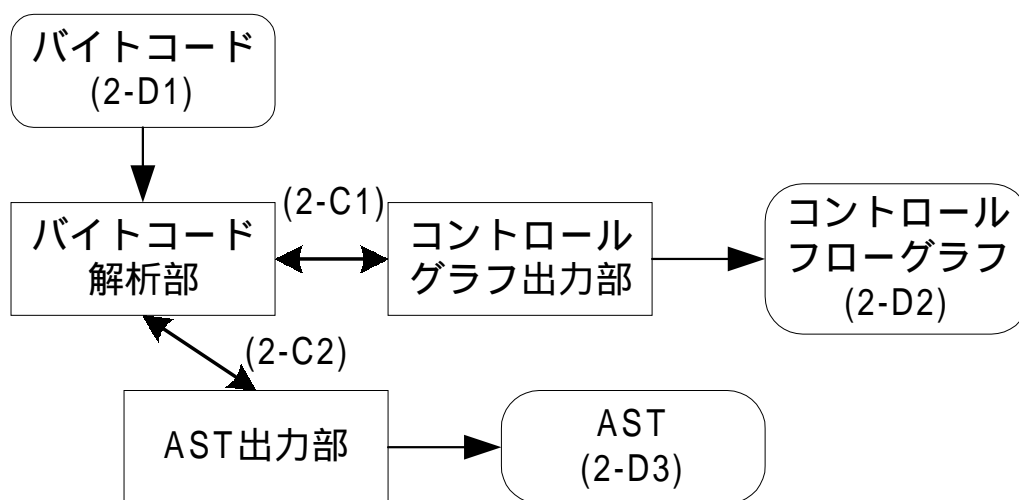 バイトコード
(2-D1)
バイトコード
解析部
(2-C1)
コントロール
グラフ出力部
コントロール
フローグラフ
(2-D2)
(2-C2)
AST出力部
AST
(2-D3)